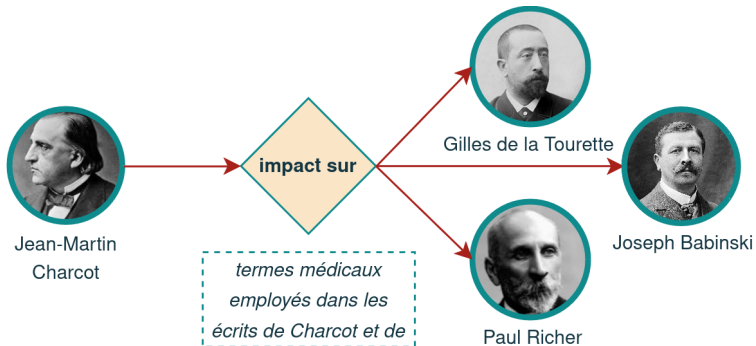 Jean-Martin
Charcot
impact sur
termes médicaux
employés dans les
écrits de Charcot et de
Gilles de la Tourette
Joseph Babinski
Paul Richer